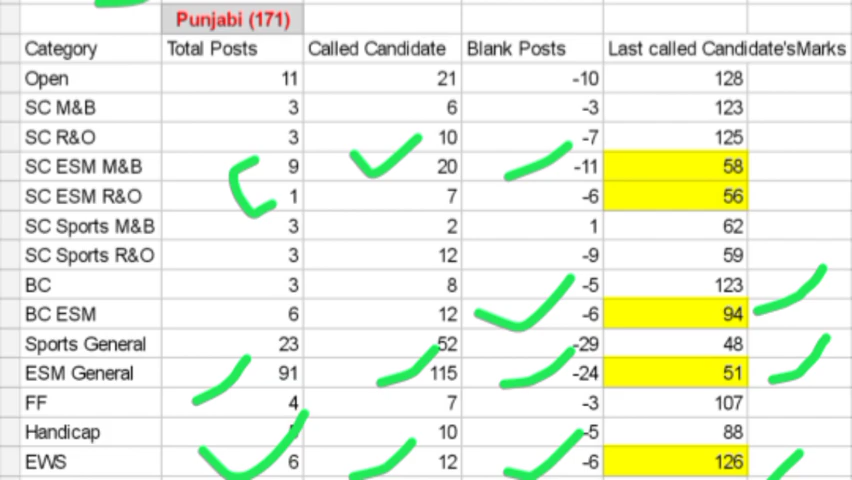 Punjabi (171)
Category Total Posts Called Candidate Blank Posts Last called Candidate'sMarks
Open 11 21 -10 128
SC M&B 3 6 -3 123
SC R&O 3 10 -7 125
SC ESM M&B 9 20 -11 58
SC ESM R&O 1 7 -6 56
SC Sports M&B 3 2 1 62
SC Sports R&O 3 12 -9 59
BC 3 8 -5 123
BC ESM 6 12 -6 94
Sports General 23 52 -29 48
ESM General 91 115 -24 51
FF 4 7 -3 107
Handicap 10 -5 88
EWS 6 12 -6 126